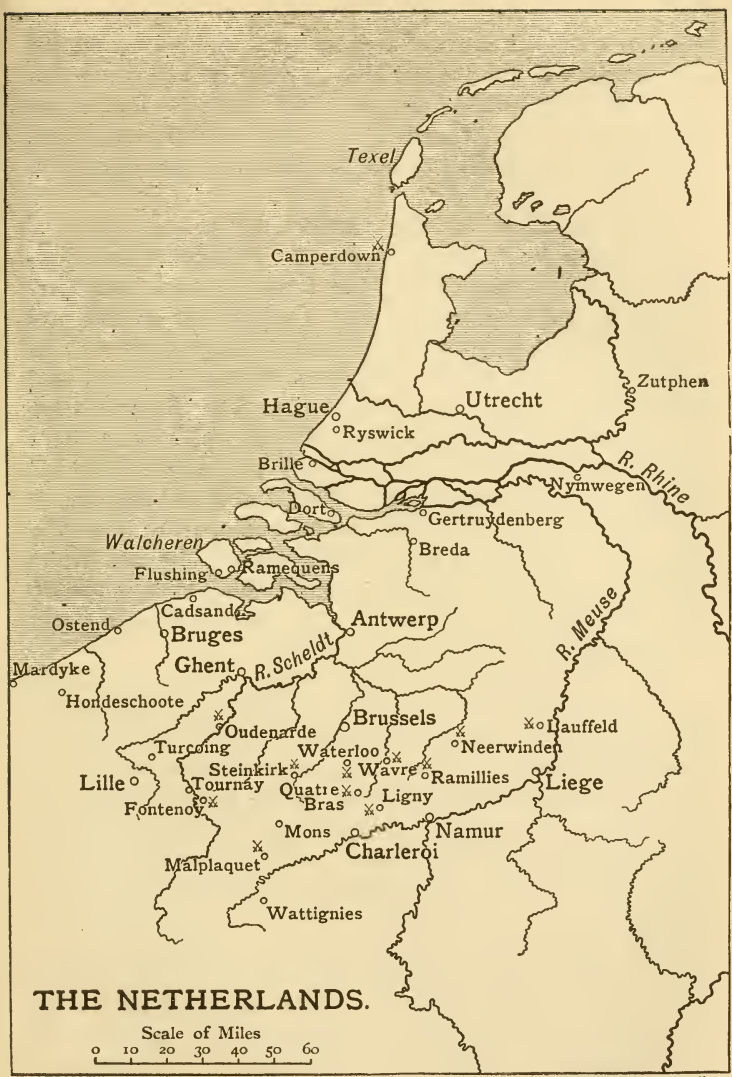 Texel
Camperdown
Zutphen
Hague
Utrecht
Ryswick
Brille
R. Rhine
Nymwegen
Dort
Gertruydenberg
Walcheren
Breda
Flushing
Ramequens
Cadsand
Ostend
Bruges
Antwerp
R. Meuse
Ghent
R. Scheldt
Mardyke
Hondeschoote
Oudenarde
Brussels
Lauffeld
Turcoing
Waterloo
Neerwinden
Steinkirk
Wavre
Lille
Tournay
Quatre
Bras
Ramillies
Liege
Fontenoy
Ligny
Mons
Namur
Charleroi
Malplaquet
Wattignies
THE NETHERLANDS.
Scale of Miles
0 10 20 30 40 50 60